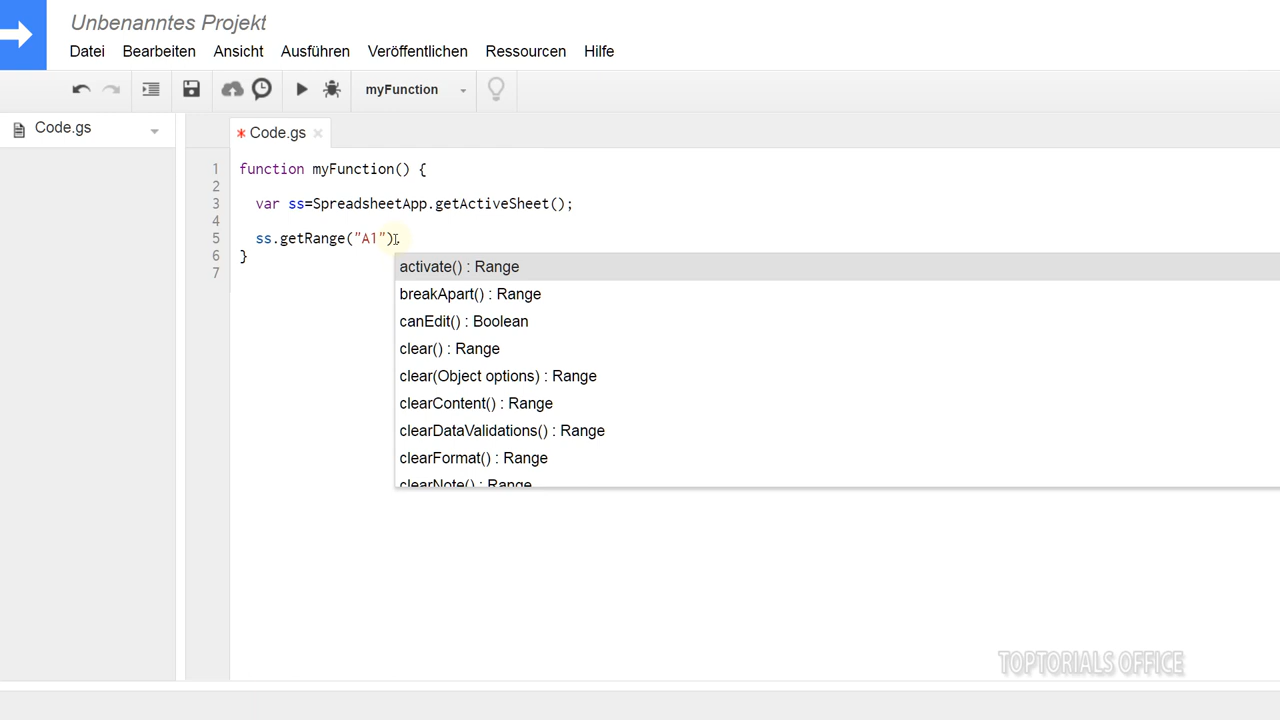 Unbenanntes Projekt
Datei Bearbeiten Ansicht Ausführen Veröffentlichen Ressourcen Hilfe
myFunction
Code.gs
* Code.gs ×
1 function myFunction() {
2
3 var ss=SpreadsheetApp.getActiveSheet();
4
5 ss.getRange("A1").
6 }
7
activate() : Range
breakApart() : Range
canEdit() : Boolean
clear() : Range
clear(Object options) : Range
clearContent() : Range
clearDataValidations() : Range
clearFormat() : Range
clearNote() : Range
TOPTORIALS OFFICE